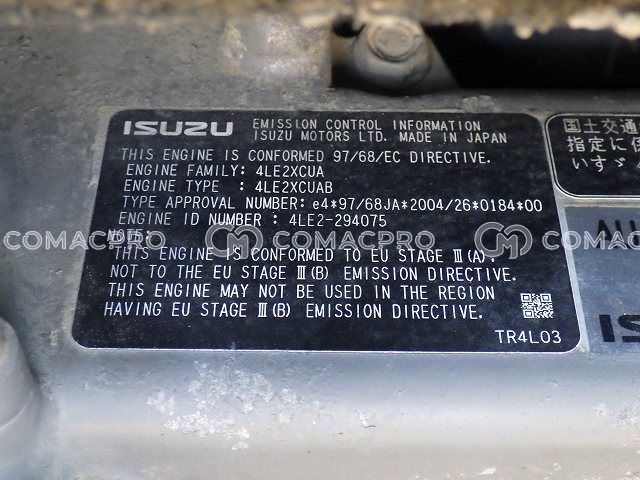 ISUZU EMISSION CONTROL INFORMATION
ISUZU MOTORS LTD. MADE IN JAPAN
THIS ENGINE IS CONFORMED 97/68/EC DIRECTIVE.
ENGINE FAMILY: 4LE2XCUA
ENGINE TYPE : 4LE2XCUAB
TYPE APPROVAL NUMBER: e4*97/68JA*2004/26*0184*00
ENGINE-ID NUMBER : 4LE2-294075
NOTE:
THIS ENGINE IS CONFORMED TO EU STAGE Ⅲ(A).
NOT TO THE EU STAGE Ⅲ(B) EMISSION DIRECTIVE.
THIS ENGINE MAY NOT BE USED IN THE REGION
HAVING EU STAGE Ⅲ(B) EMISSION DIRECTIVE.
TR4L03
国土交通
指定に
いすゞ
COMACPRO COMACPRO COMACPRO